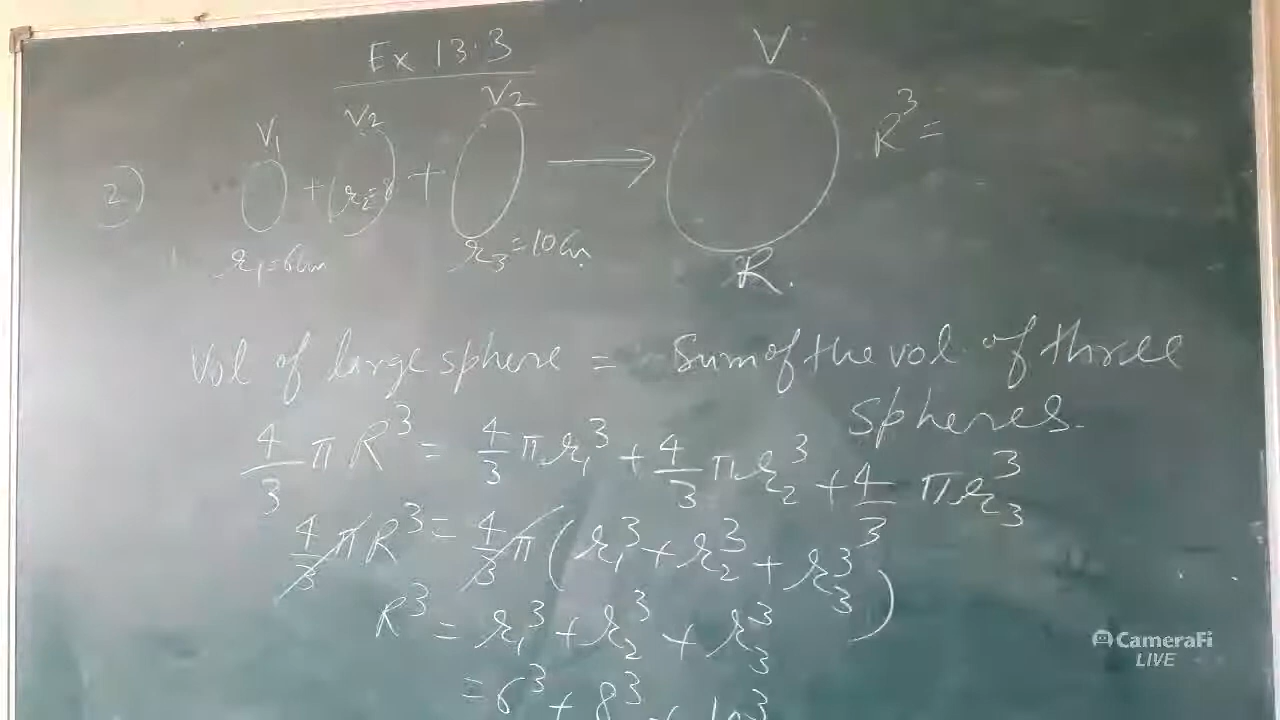 Ex 13.3
V₁ V₂ V₂ V
2) + r₂=8 + → R³ =
r₁=6cm r₃=10cm R.
Vol of large sphere = Sum of the vol. of three
spheres.
4/3 π R³ = 4/3 π r₁³ + 4/3 π r₂³ + 4/3 π r₃³
4/3 π R³ = 4/3 π ( r₁³ + r₂³ + r₃³ )
R³ = r₁³ + r₂³ + r₃³
= 6³ + 8³ + 10³
CameraFi
LIVE